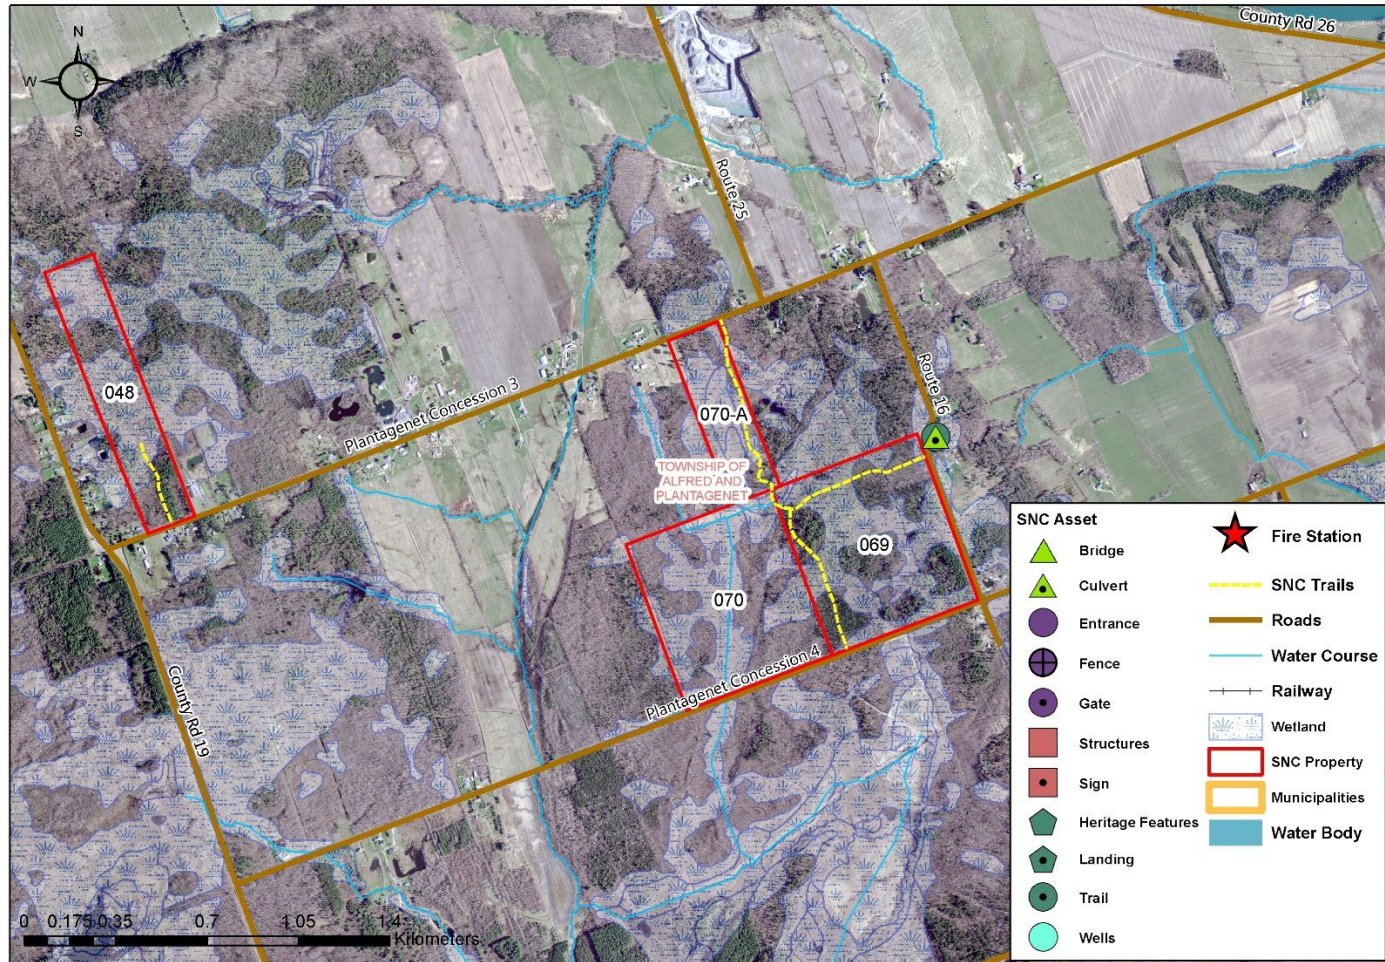 County Rd 26
N
W
E
S
Route 25
048
Plantagenet Concession 3
070-A
Route 16
TOWNSHIP OF
ALFRED AND
PLANTAGENET
069
070
Plantagenet Concession 4
County Rd 19
0 0.175 0.35 0.7 1.05 1.4
Kilometers
SNC Asset
Bridge
Culvert
Entrance
Fence
Gate
Structures
Sign
Heritage Features
Landing
Trail
Wells
Fire Station
SNC Trails
Roads
Water Course
Railway
Wetland
SNC Property
Municipalities
Water Body